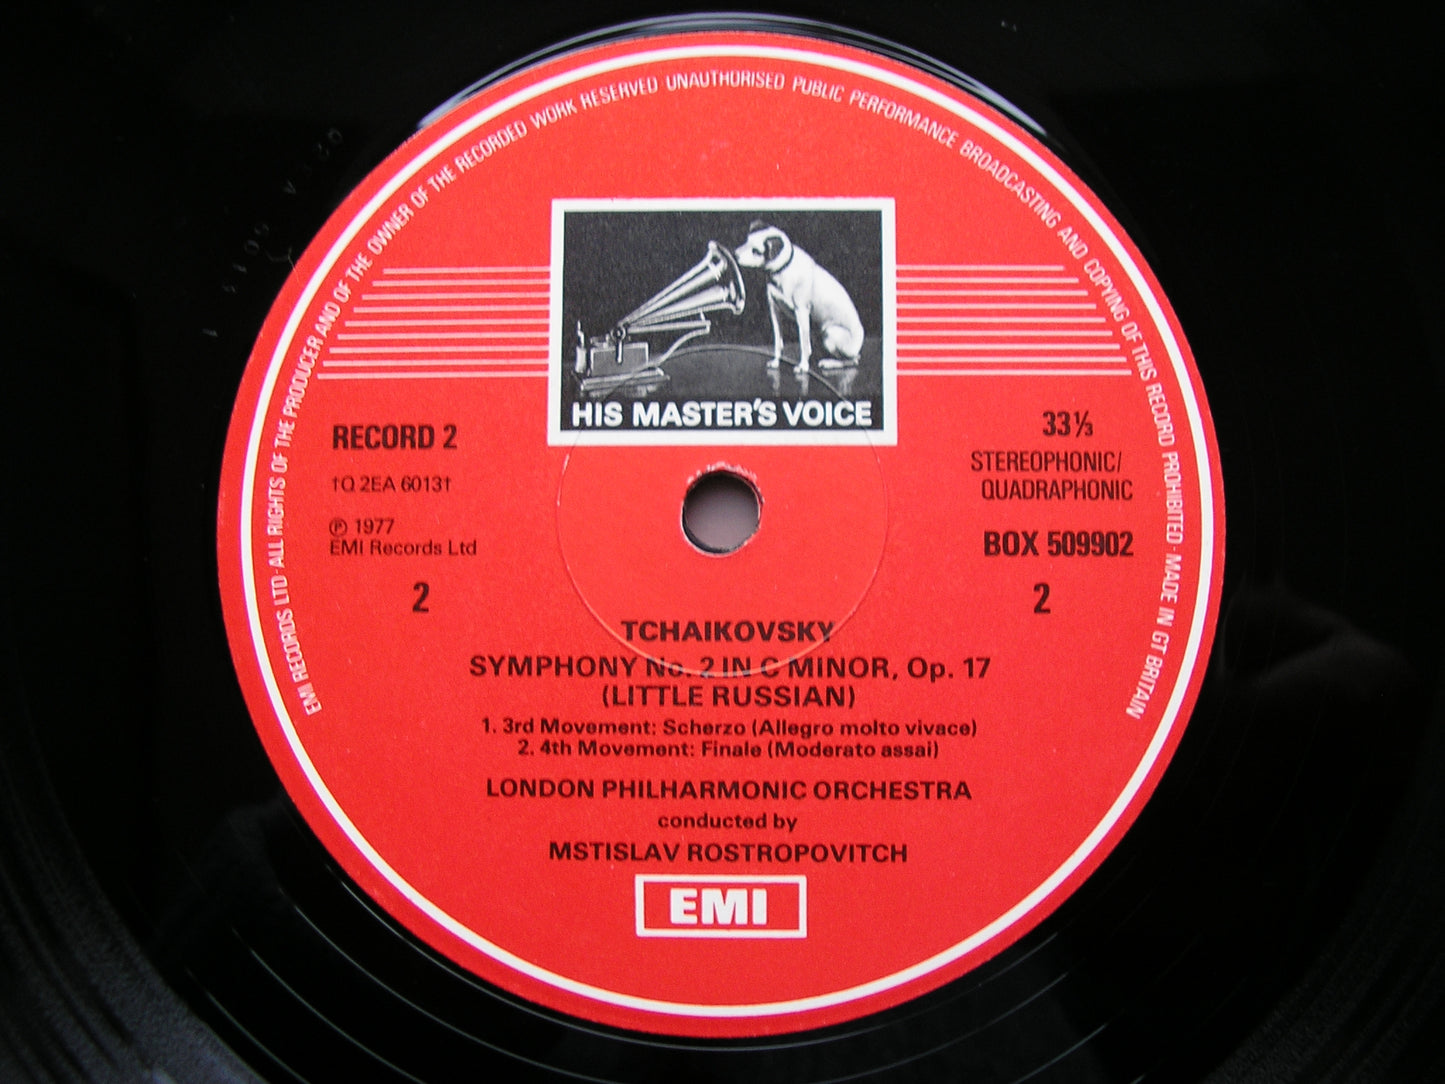 EMI RECORDS LTD · ALL RIGHTS OF THE PRODUCER AND OF THE OWNER OF THE RECORDED WORK RESERVED UNAUTHORISED PUBLIC PERFORMANCE BROADCASTING AND COPYING OF THIS RECORD PROHIBITED · MADE IN GT BRITAIN
HIS MASTER'S VOICE
RECORD 2
†Q 2EA 6013†
℗ 1977
EMI Records Ltd
2
33⅓
STEREOPHONIC/
QUADRAPHONIC
BOX 509902
2
TCHAIKOVSKY
SYMPHONY No. 2 IN C MINOR, Op. 17
(LITTLE RUSSIAN)
1. 3rd Movement: Scherzo (Allegro molto vivace)
2. 4th Movement: Finale (Moderato assai)
LONDON PHILHARMONIC ORCHESTRA
conducted by
MSTISLAV ROSTROPOVITCH
EMI